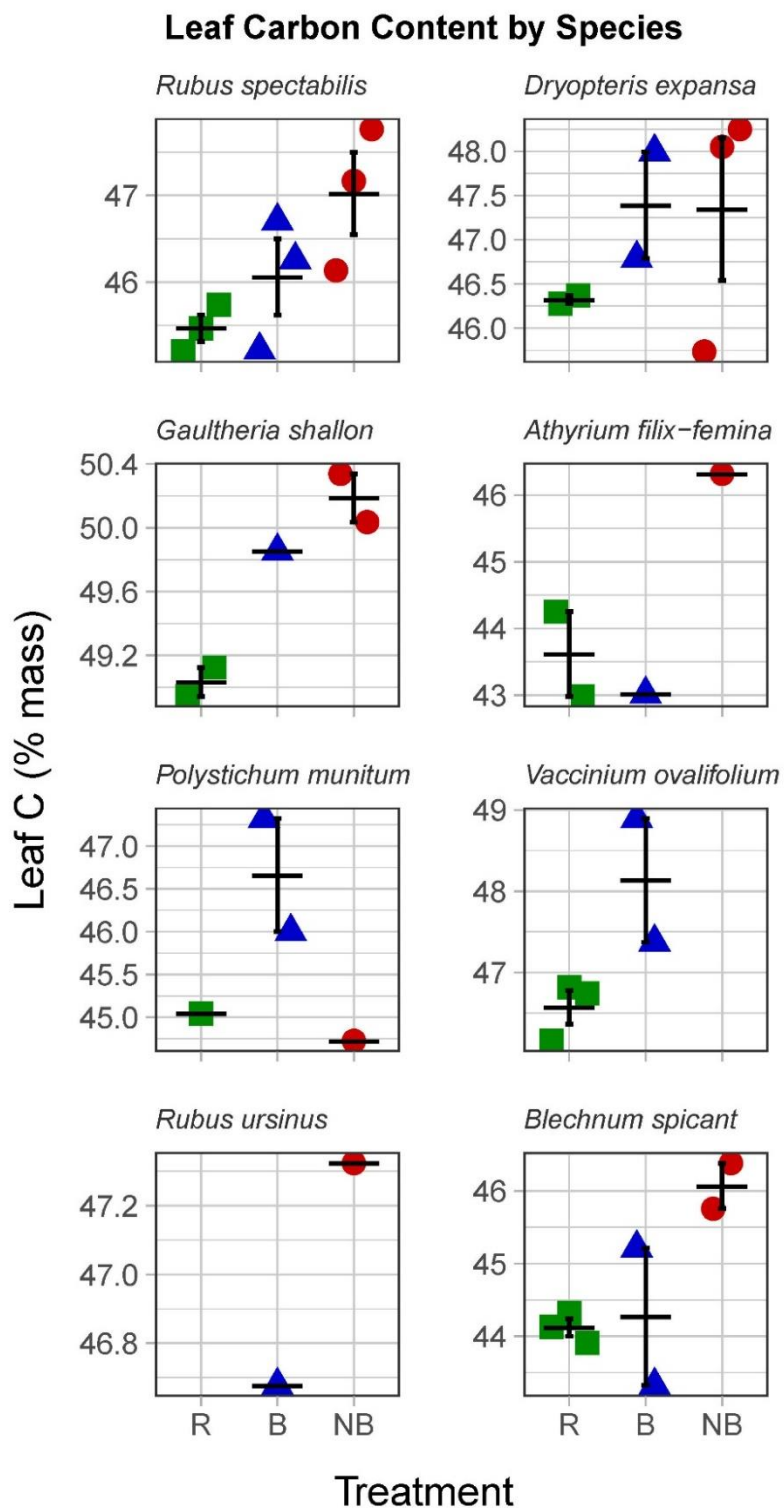 Leaf Carbon Content by Species
Rubus spectabilis
Dryopteris expansa
47
46
48.0
47.5
47.0
46.5
46.0
Gaultheria shallon
Athyrium filix−femina
50.4
50.0
49.6
49.2
46
45
44
43
Leaf C (% mass)
Polystichum munitum
Vaccinium ovalifolium
47.0
46.5
46.0
45.5
45.0
49
48
47
Rubus ursinus
Blechnum spicant
47.2
47.0
46.8
46
45
44
R B NB
R B NB
Treatment